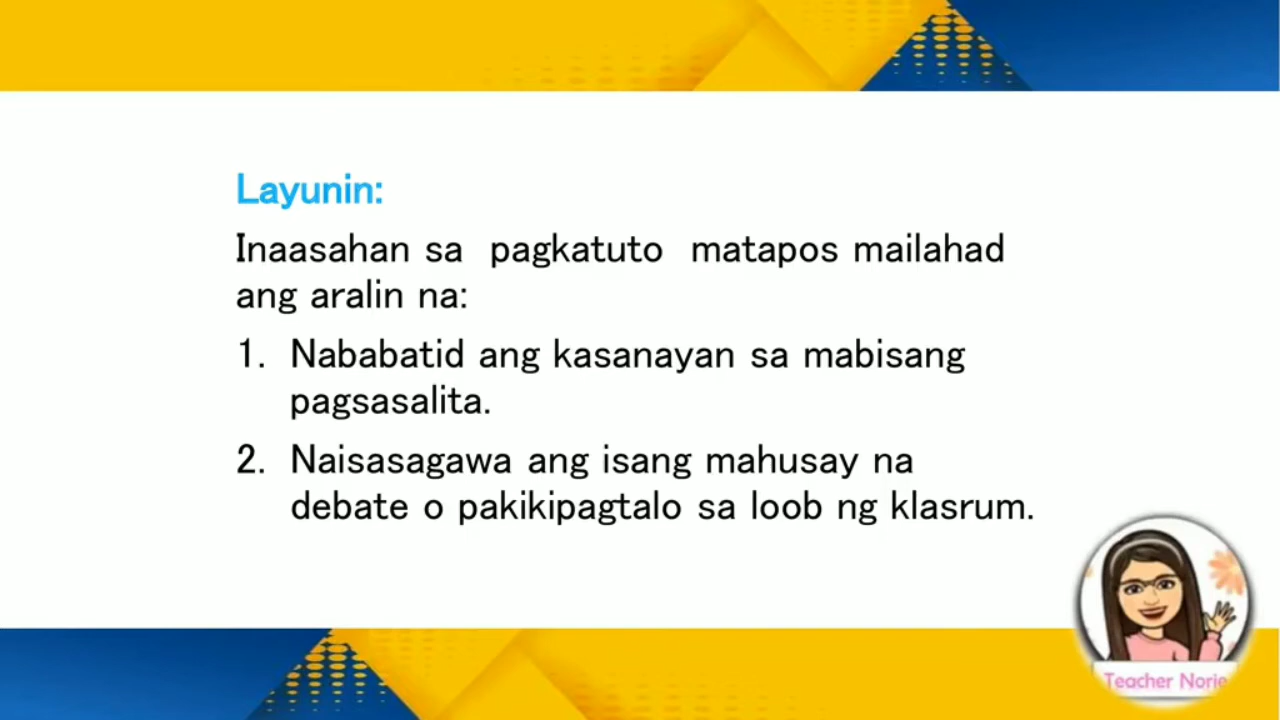 Layunin:
Inaasahan sa pagkatuto matapos mailahad
ang aralin na:
1. Nababatid ang kasanayan sa mabisang
pagsasalita.
2. Naisasagawa ang isang mahusay na
debate o pakikipagtalo sa loob ng klasrum.
Teacher Norie